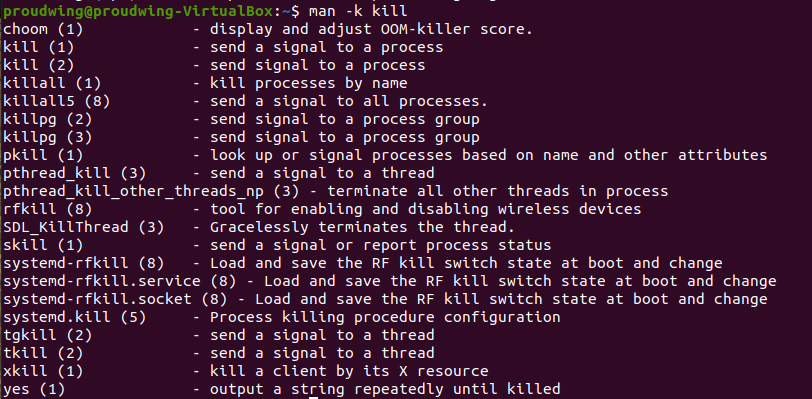 proudwing@proudwing-VirtualBox:~$ man -k kill
choom (1)            - display and adjust OOM-killer score.
kill (1)             - send a signal to a process
kill (2)             - send a signal to a process
killall (1)          - kill processes by name
killall5 (8)         - send a signal to all processes.
killpg (2)           - send a signal to a process group
killpg (3)           - send a signal to a process group
pkill (1)            - look up or signal processes based on name and other attributes
pthread_kill (3)     - send a signal to a thread
pthread_kill_other_threads_np (3) - terminate all other threads in process
rfkill (8)           - tool for enabling and disabling wireless devices
SDL_KillThread (3)   - Gracelessly terminates the thread.
skill (1)            - send a signal or report process status
systemd-rfkill (8)   - Load and save the RF kill switch state at boot and change
systemd-rfkill.service (8) - Load and save the RF kill switch state at boot and change
systemd-rfkill.socket (8) - Load and save the RF kill switch state at boot and change
systemd.kill (5)     - Process killing procedure configuration
tgkill (2)           - send a signal to a thread
tkill (2)            - send a signal to a thread
xkill (1)            - kill a client by its X resource
yes (1)              - output a string repeatedly until killed